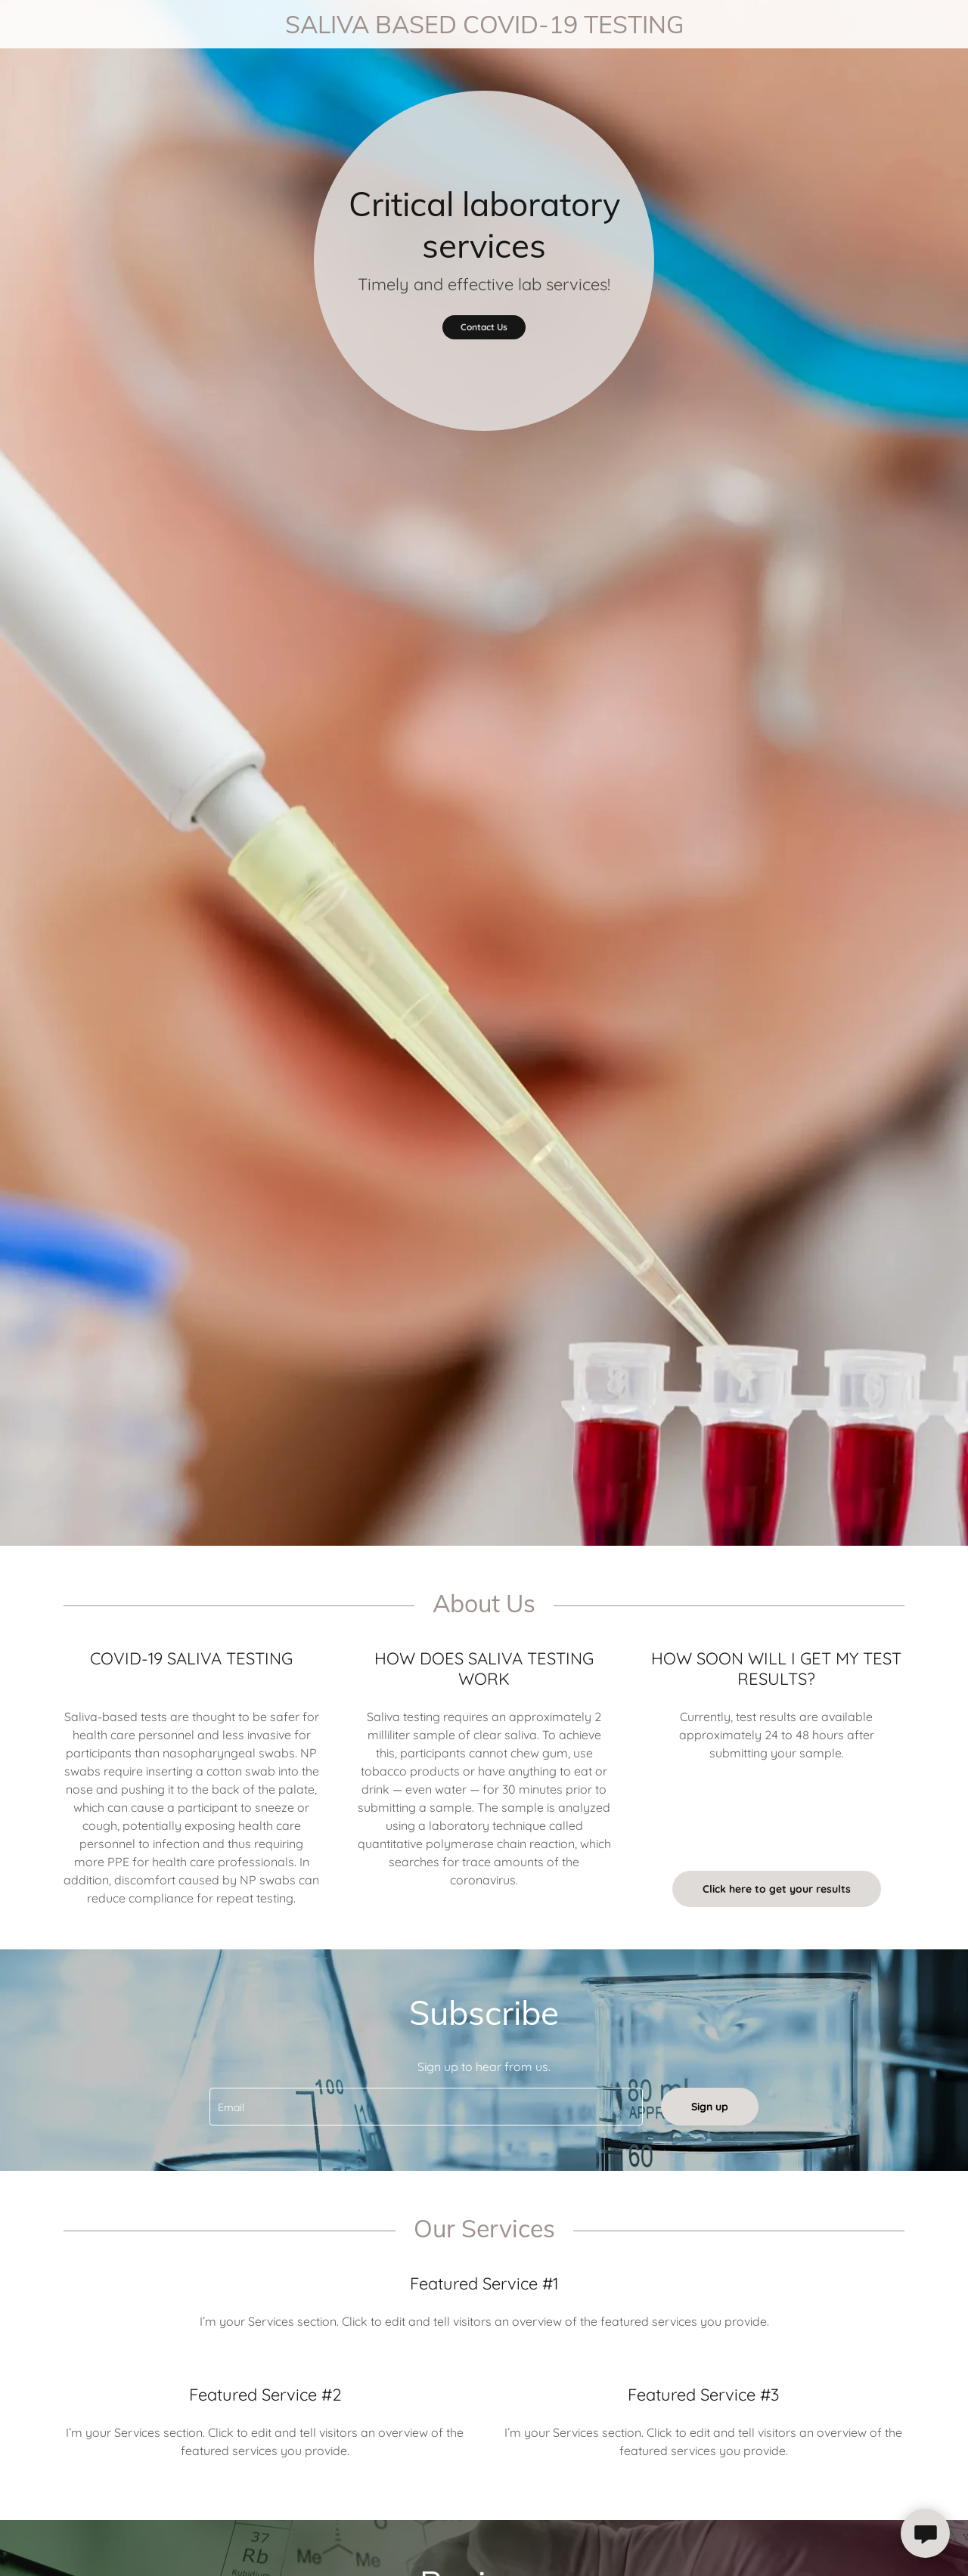 SALIVA BASED COVID-19 TESTING
Critical laboratory
services
Timely and effective lab services!
Contact Us
About Us
COVID-19 SALIVA TESTING
Saliva-based tests are thought to be safer for
health care personnel and less invasive for
participants than nasopharyngeal swabs. NP
swabs require inserting a cotton swab into the
nose and pushing it to the back of the palate,
which can cause a participant to sneeze or
cough, potentially exposing health care
personnel to infection and thus requiring
more PPE for health care professionals. In
addition, discomfort caused by NP swabs can
reduce compliance for repeat testing.
HOW DOES SALIVA TESTING
WORK
Saliva testing requires an approximately 2
milliliter sample of clear saliva. To achieve
this, participants cannot chew gum, use
tobacco products or have anything to eat or
drink — even water — for 30 minutes prior to
submitting a sample. The sample is analyzed
using a laboratory technique called
quantitative polymerase chain reaction, which
searches for trace amounts of the
coronavirus.
HOW SOON WILL I GET MY TEST
RESULTS?
Currently, test results are available
approximately 24 to 48 hours after
submitting your sample.
Click here to get your results
Subscribe
Sign up to hear from us.
100
80 ml
Email
Sign up
60
Our Services
Featured Service #1
I'm your Services section. Click to edit and tell visitors an overview of the featured services you provide.
Featured Service #2
I'm your Services section. Click to edit and tell visitors an overview of the
featured services you provide.
Featured Service #3
I'm your Services section. Click to edit and tell visitors an overview of the
featured services you provide.
37
Rb
Rubidium
Me
Me